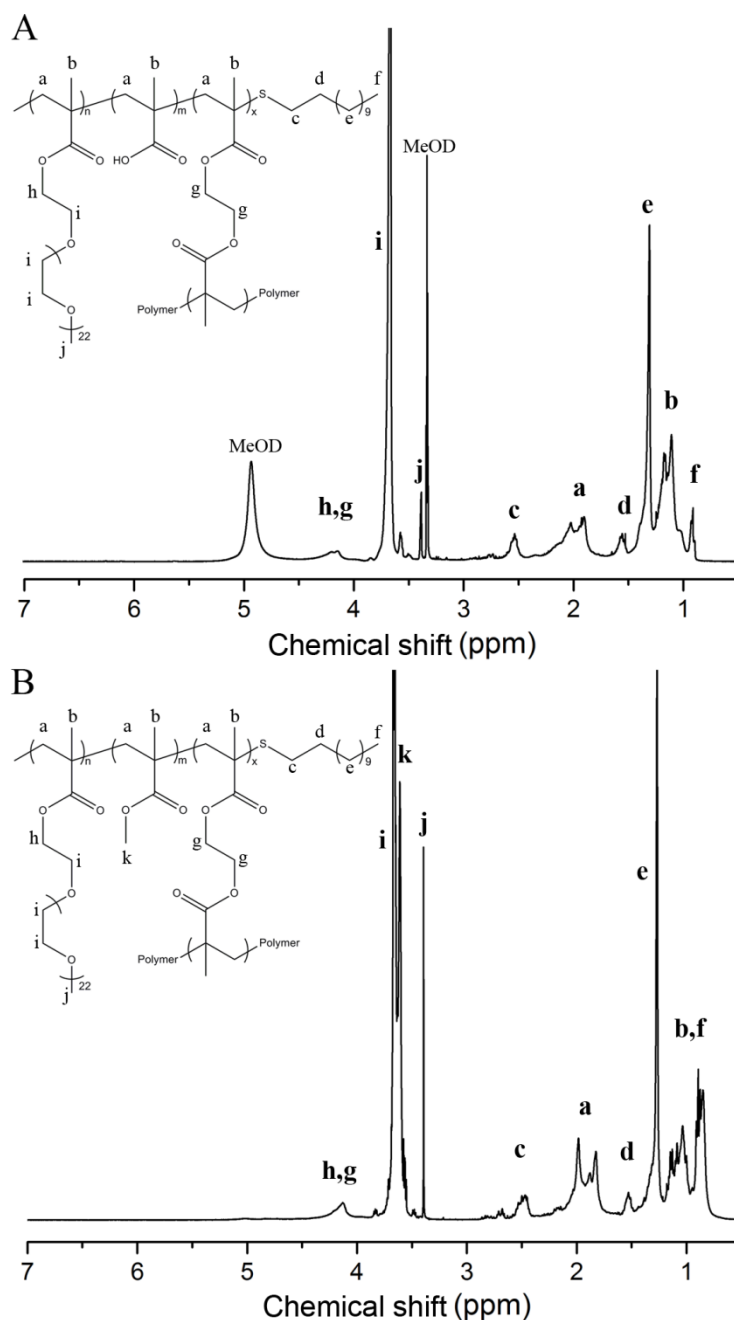 A
a b a b a b d f
n m x S c e 9
O O HO O O O
h g
i g
O O O
i
i
O Polymer Polymer
22
j
MeOD
i
e
MeOD
j
h,g
c
a
d
b
f
7 6 5 4 3 2 1
Chemical shift (ppm)
B
a b a b a b d f
n m x S c e 9
O O O O O O
h g
i k g
O O O
i
i
O Polymer Polymer
22
j
i
k
j
e
h,g
c
a
d
b,f
7 6 5 4 3 2 1
Chemical shift (ppm)